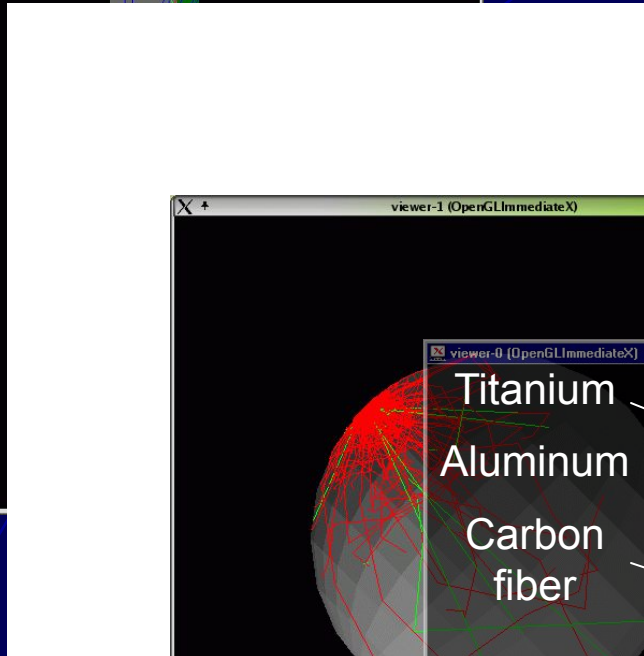 viewer-1 (OpenGLImmediateX)
viewer-0 (OpenGLImmediateX)
Titanium
Aluminum
Carbon
fiber